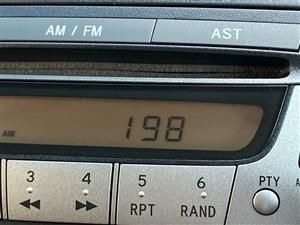 AM / FM AST
AM 198
3 4 5 6 PTY
◀◀ ▶▶ RPT RAND